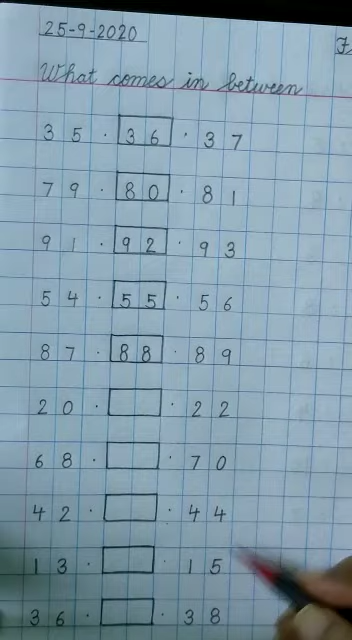 25-9-2020
What comes in between
35 · 36 · 37
79 · 80 · 81
91 · 92 · 93
54 · 55 · 56
87 · 88 · 89
20 · · 22
68 · · 70
42 · · 44
13 · · 15
36 · · 38